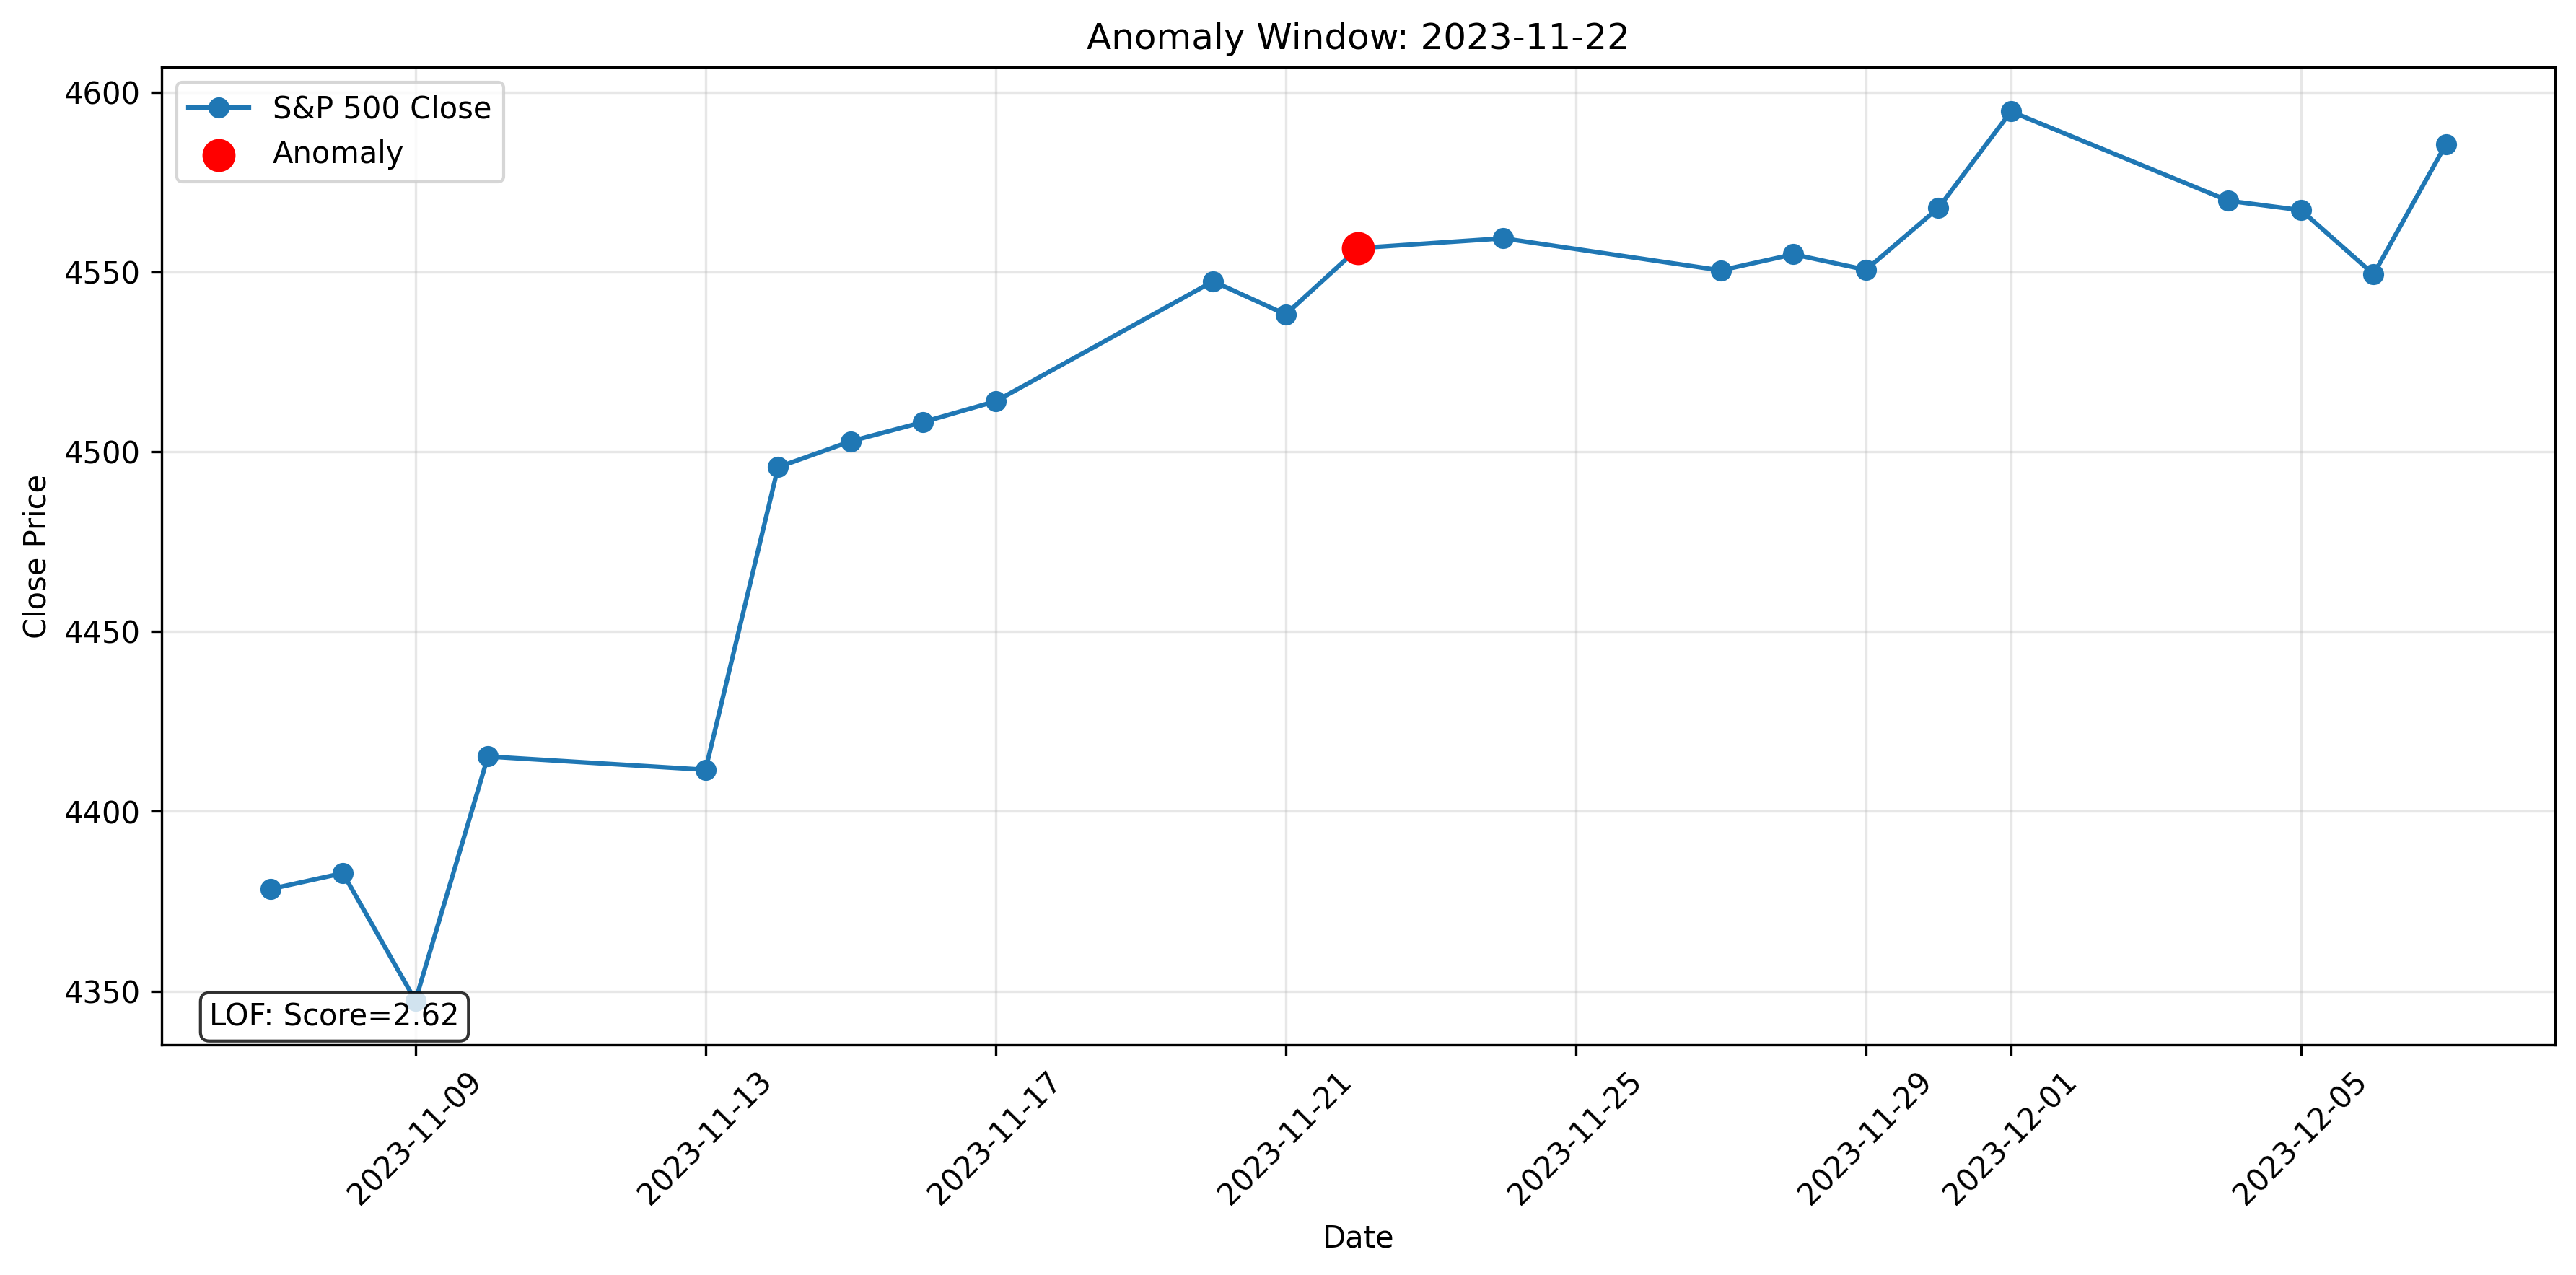 Anomaly Window: 2023-11-22
S&P 500 Close
Anomaly
4600
4550
4500
4450
4400
4350
Close Price
LOF: Score=2.62
2023-11-09
2023-11-13
2023-11-17
2023-11-21
2023-11-25
2023-11-29
2023-12-01
2023-12-05
Date